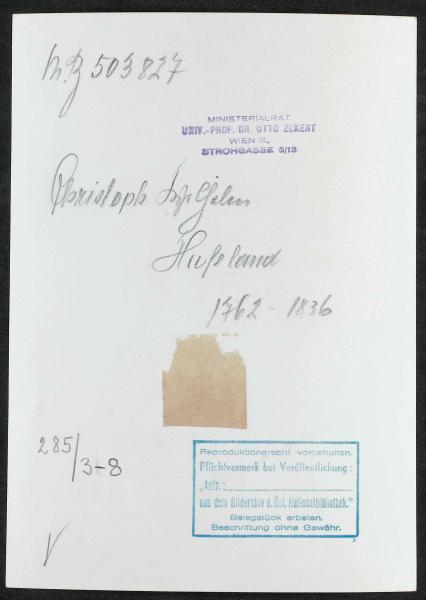 N.B 503827
MINISTERIALRAT
UNIV.-PROF. DR. OTTO ZEKERT
WIEN III.,
STROHGASSE 5/13
Christoph Wilhelm
Hufeland
1762 - 1836
285/3-8
Reproduktionsrecht vorbehalten.
Pflichtvermerk bei Veröffentlichung:
„Aufn.:
aus dem Bildarchiv d. Öst. Nationalbibliothek."
Belegstück erbeten.
Beschriftung ohne Gewähr.
V